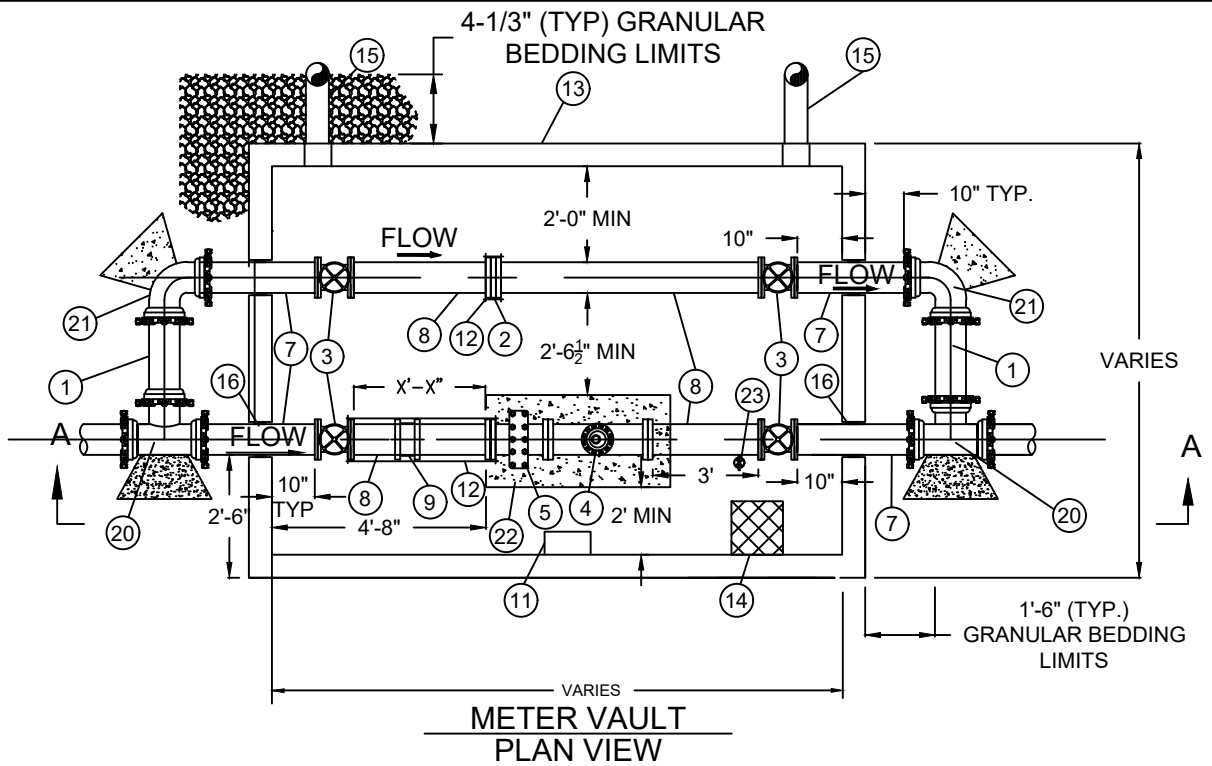 4-1/3" (TYP) GRANULAR
BEDDING LIMITS
15
15
13
10" TYP.
2'-0" MIN
FLOW
10"
FLOW
21
21
8
12
2
7
3
7
3
8
2'-6½" MIN
VARIES
1
1
16
16
X'-X"
23
A
FLOW
A
3'
10"
TYP
10"
2'-6"
8
9
12
5
4
2' MIN
7
20
20
4'-8"
22
11
14
1'-6" (TYP.)
GRANULAR BEDDING
LIMITS
VARIES
METER VAULT
PLAN VIEW